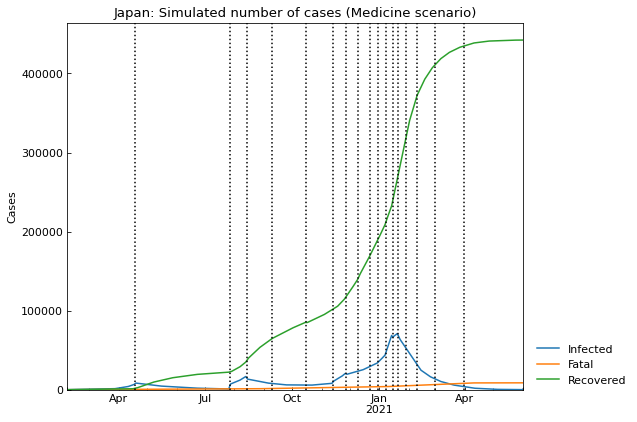 Japan: Simulated number of cases (Medicine scenario)
Cases
400000
300000
200000
100000
0
Apr
Jul
Oct
Jan
2021
Apr
Infected
Fatal
Recovered